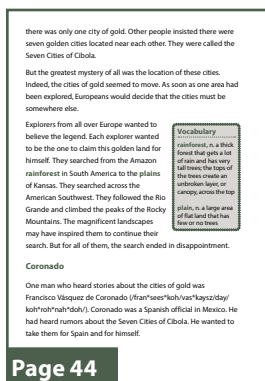 there was only one city of gold. Other people insisted there were
seven golden cities located near each other. They were called the
Seven Cities of Cibola.
But the greatest mystery of all was the location of these cities.
Indeed, the cities of gold seemed to move. As soon as one area had
been explored, Europeans would decide that the cities must be
somewhere else.
Explorers from all over Europe wanted to
believe the legend. Each explorer wanted
to be the one to claim this golden land for
himself. They searched from the Amazon
rainforest in South America to the plains
of Kansas. They searched across the
American Southwest. They followed the Rio
Grande and climbed the peaks of the Rocky
Mountains. The magnificent landscapes
may have inspired them to continue their
search. But for all of them, the search ended in disappointment.
Vocabulary
rainforest, n. a thick
forest that gets a lot
of rain and has very
tall trees; the tops of
the trees create an
unbroken layer, or
canopy, across the top
plain, n. a large area
of flat land that has
few or no trees
Coronado
One man who heard stories about the cities of gold was
Francisco Vásquez de Coronado (/fran*sees*koh/vas*kaysz/day/
koh*roh*nah*doh/). Coronado was a Spanish official in Mexico. He
had heard rumors about the Seven Cities of Cibola. He wanted to
take them for Spain and for himself.
Page 44